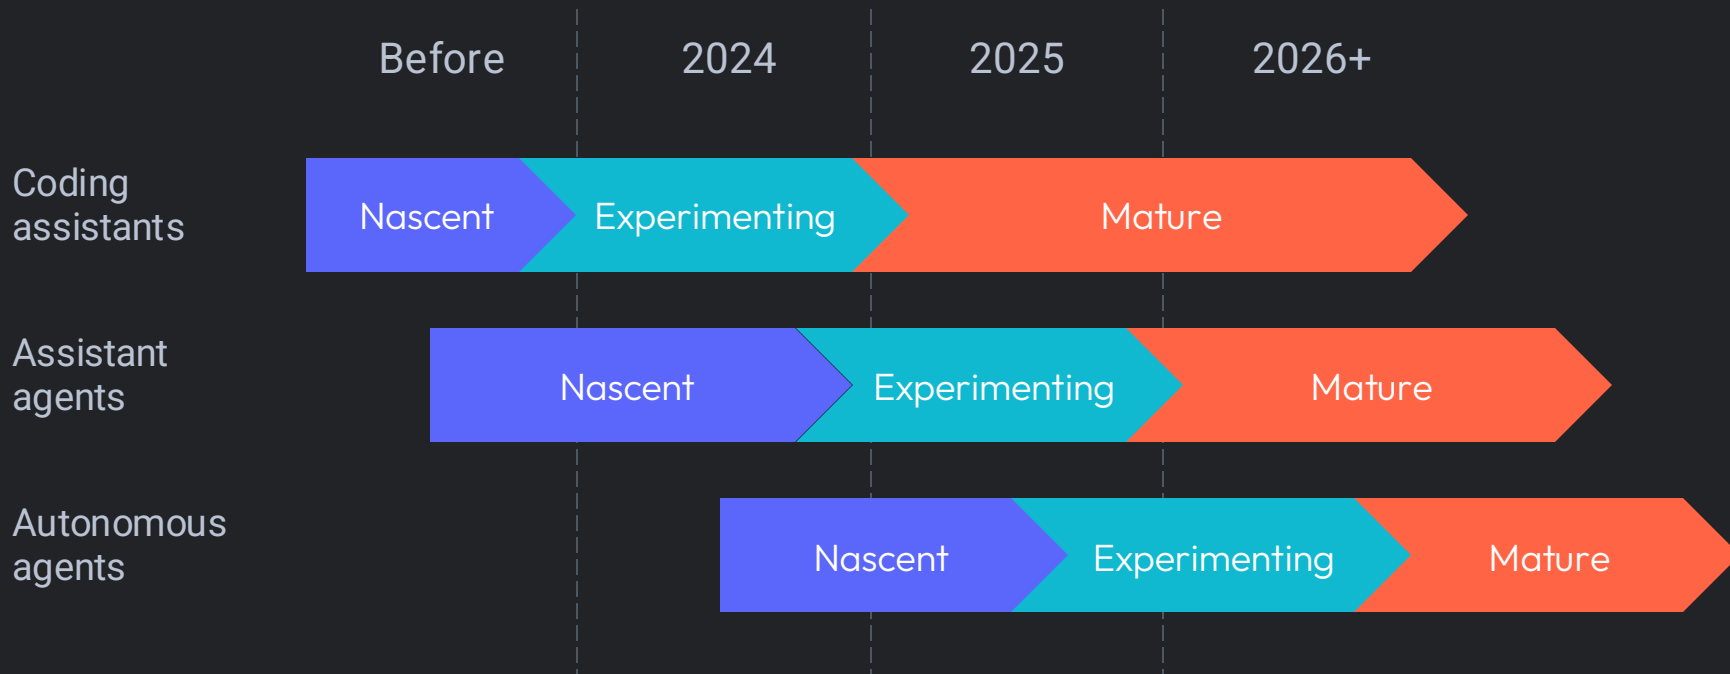 Before
2024
2025
2026+
Coding
assistants
Nascent
Experimenting
Mature
Assistant
agents
Nascent
Experimenting
Mature
Autonomous
agents
Nascent
Experimenting
Mature